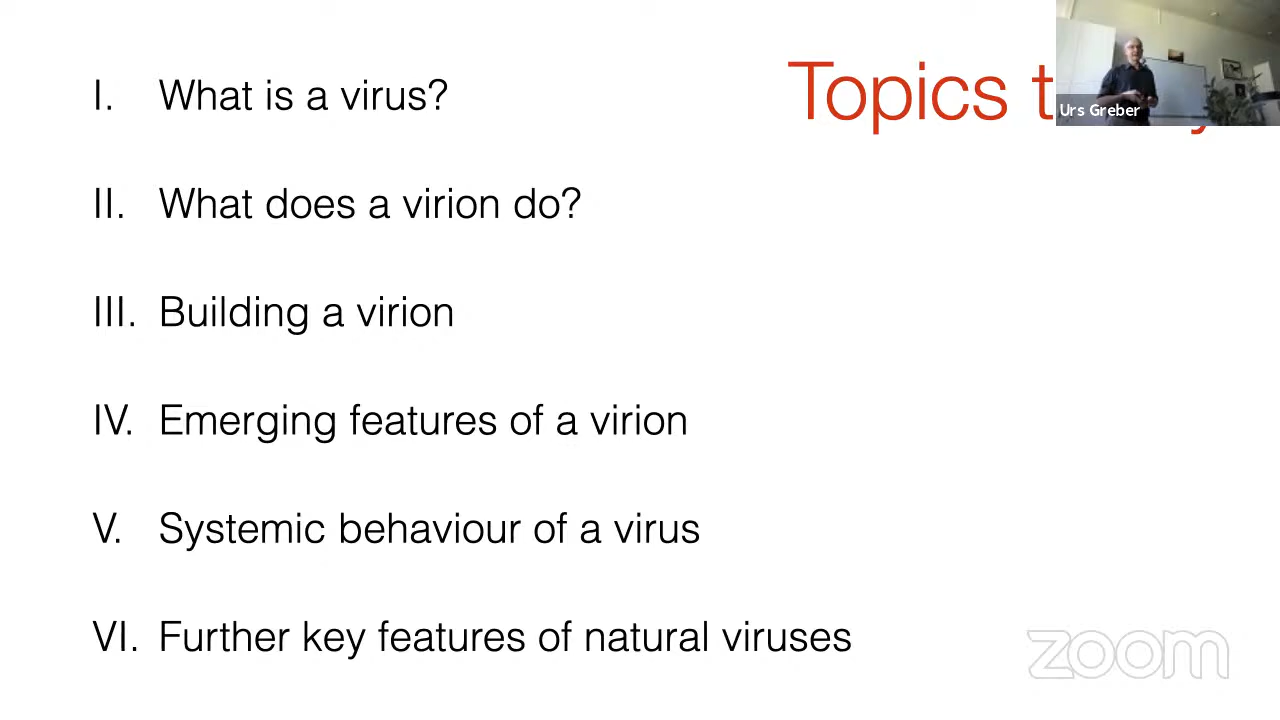 Topics
Urs Greber
I. What is a virus?
II. What does a virion do?
III. Building a virion
IV. Emerging features of a virion
V. Systemic behaviour of a virus
VI. Further key features of natural viruses
zoom